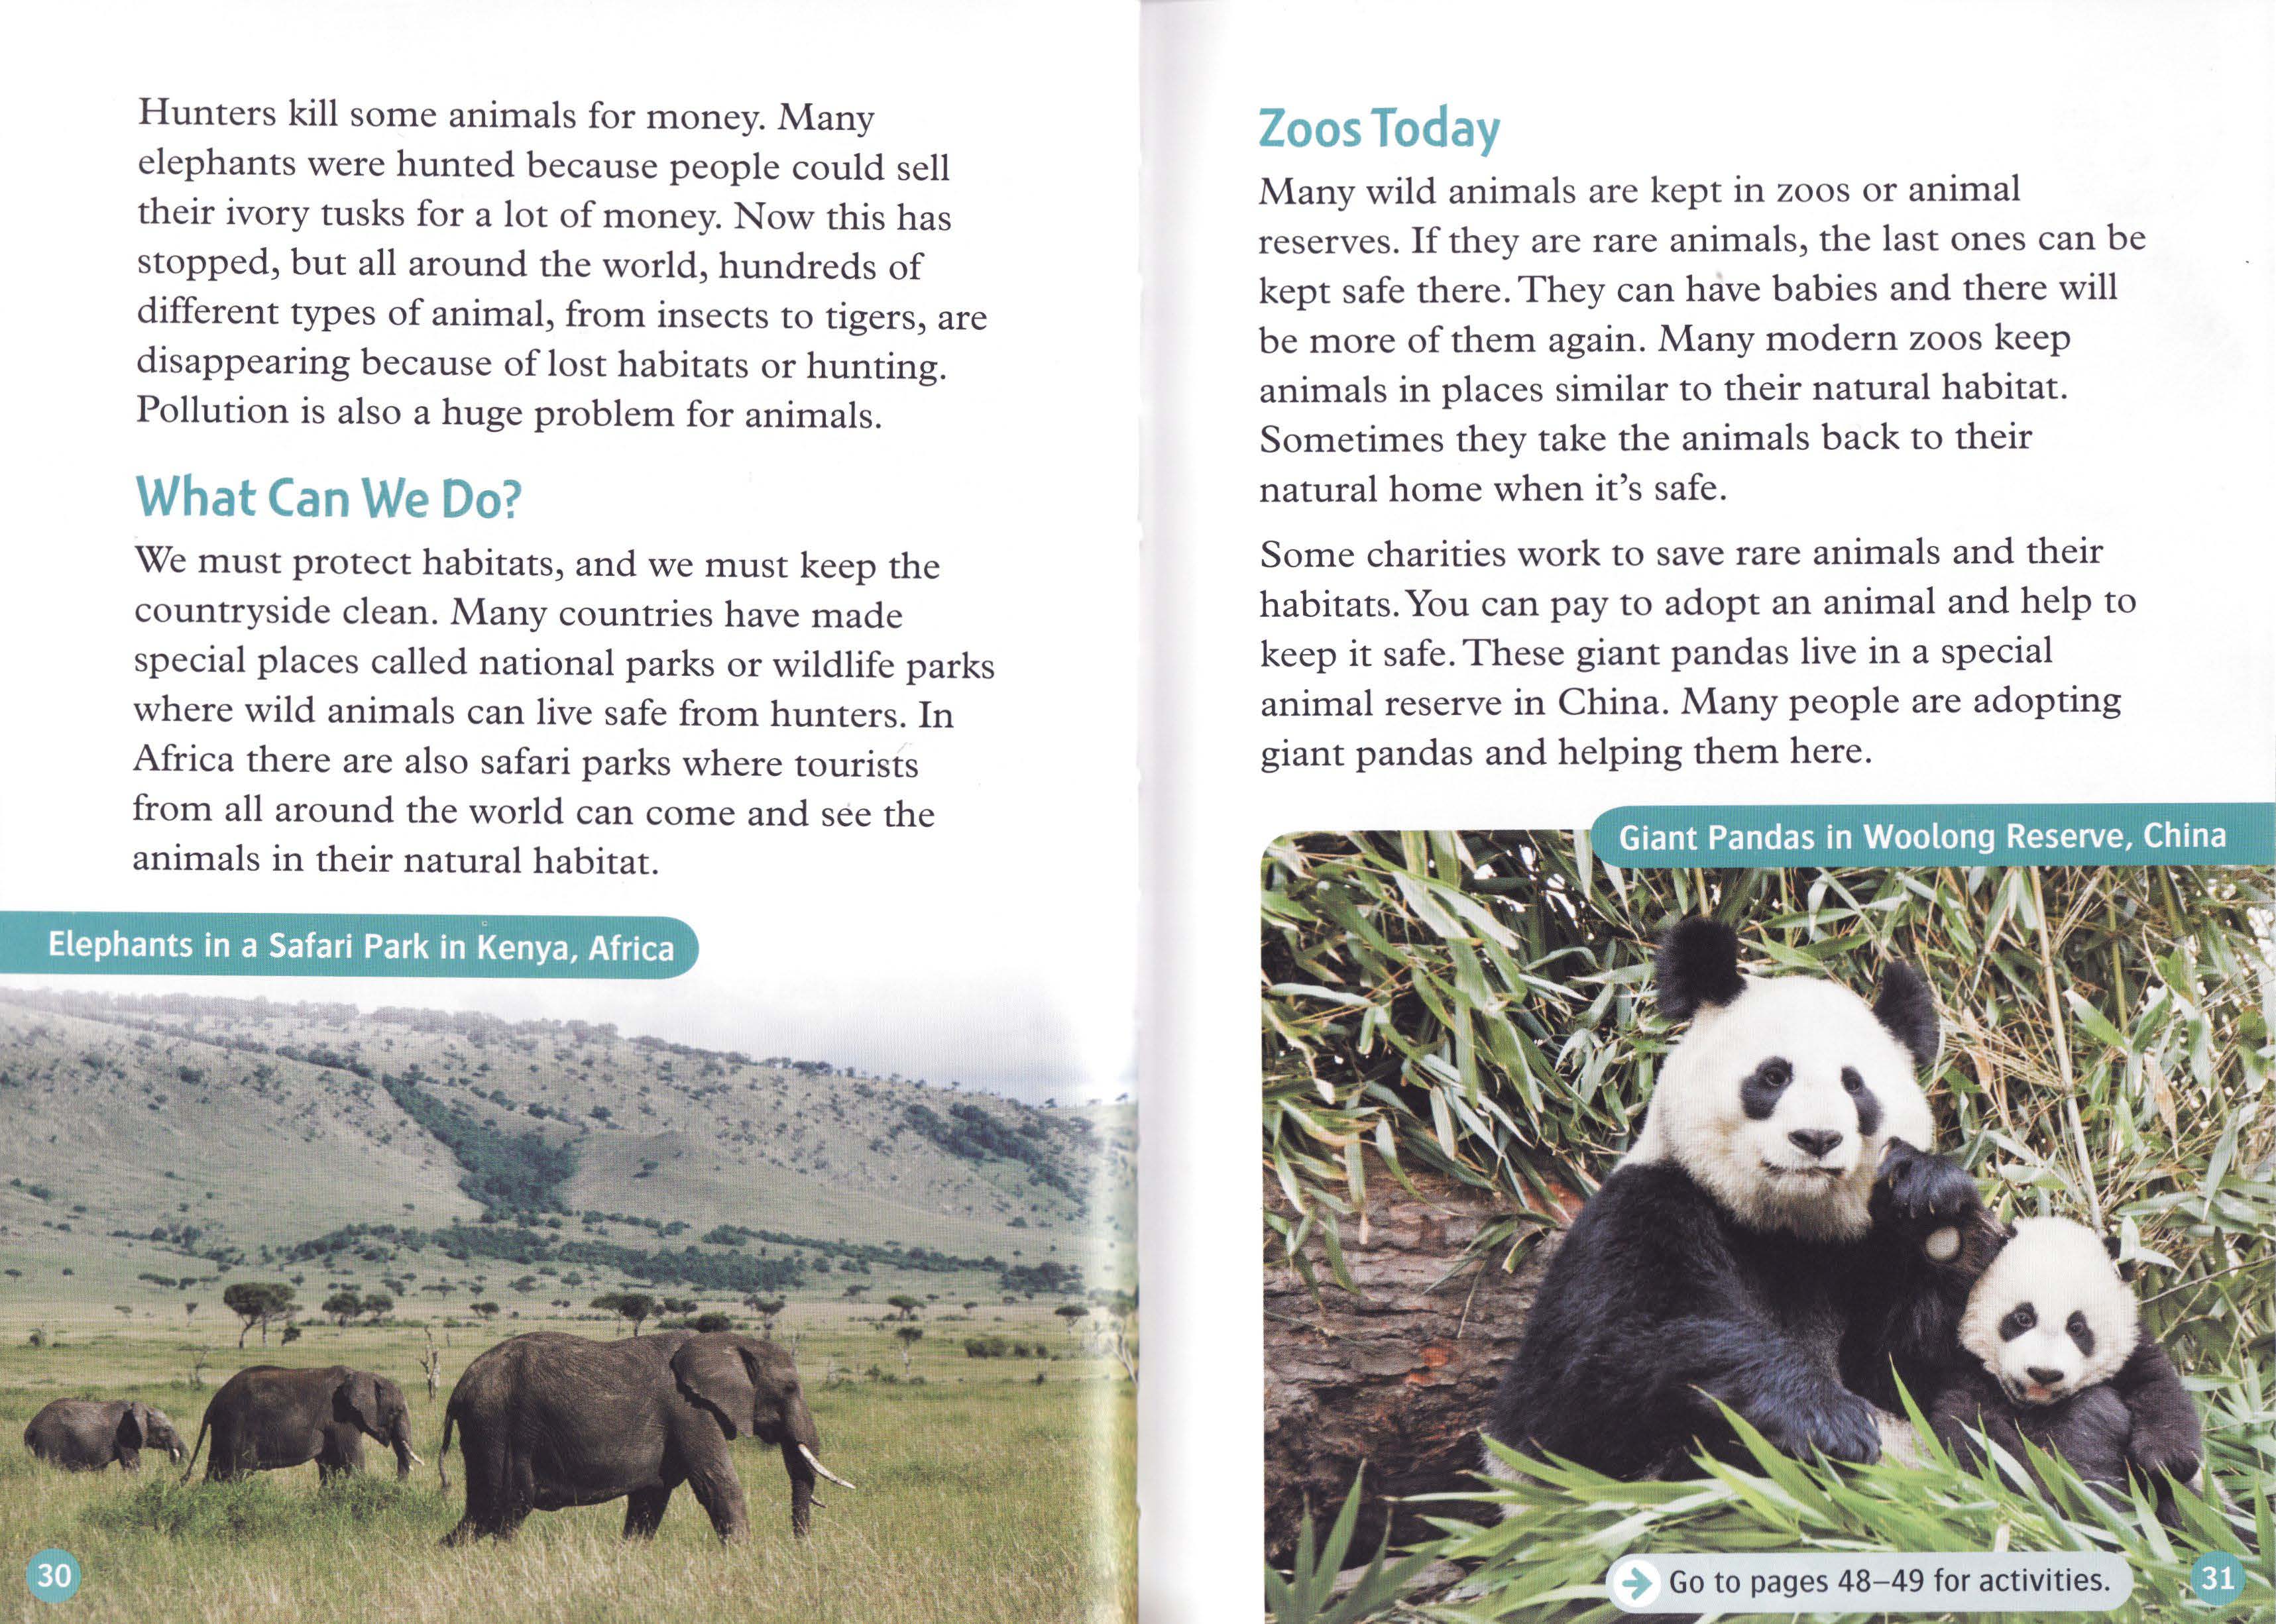 Hunters kill some animals for money. Many
elephants were hunted because people could sell
their ivory tusks for a lot of money. Now this has
stopped, but all around the world, hundreds of
different types of animal, from insects to tigers, are
disappearing because of lost habitats or hunting.
Pollution is also a huge problem for animals.
What Can We Do?
We must protect habitats, and we must keep the
countryside clean. Many countries have made
special places called national parks or wildlife parks
where wild animals can live safe from hunters. In
Africa there are also safari parks where tourists
from all around the world can come and see the
animals in their natural habitat.
Elephants in a Safari Park in Kenya, Africa
30
Zoos Today
Many wild animals are kept in zoos or animal
reserves. If they are rare animals, the last ones can be
kept safe there. They can have babies and there will
be more of them again. Many modern zoos keep
animals in places similar to their natural habitat.
Sometimes they take the animals back to their
natural home when it's safe.
Some charities work to save rare animals and their
habitats. You can pay to adopt an animal and help to
keep it safe. These giant pandas live in a special
animal reserve in China. Many people are adopting
giant pandas and helping them here.
Giant Pandas in Woolong Reserve, China
Go to pages 48–49 for activities.
31